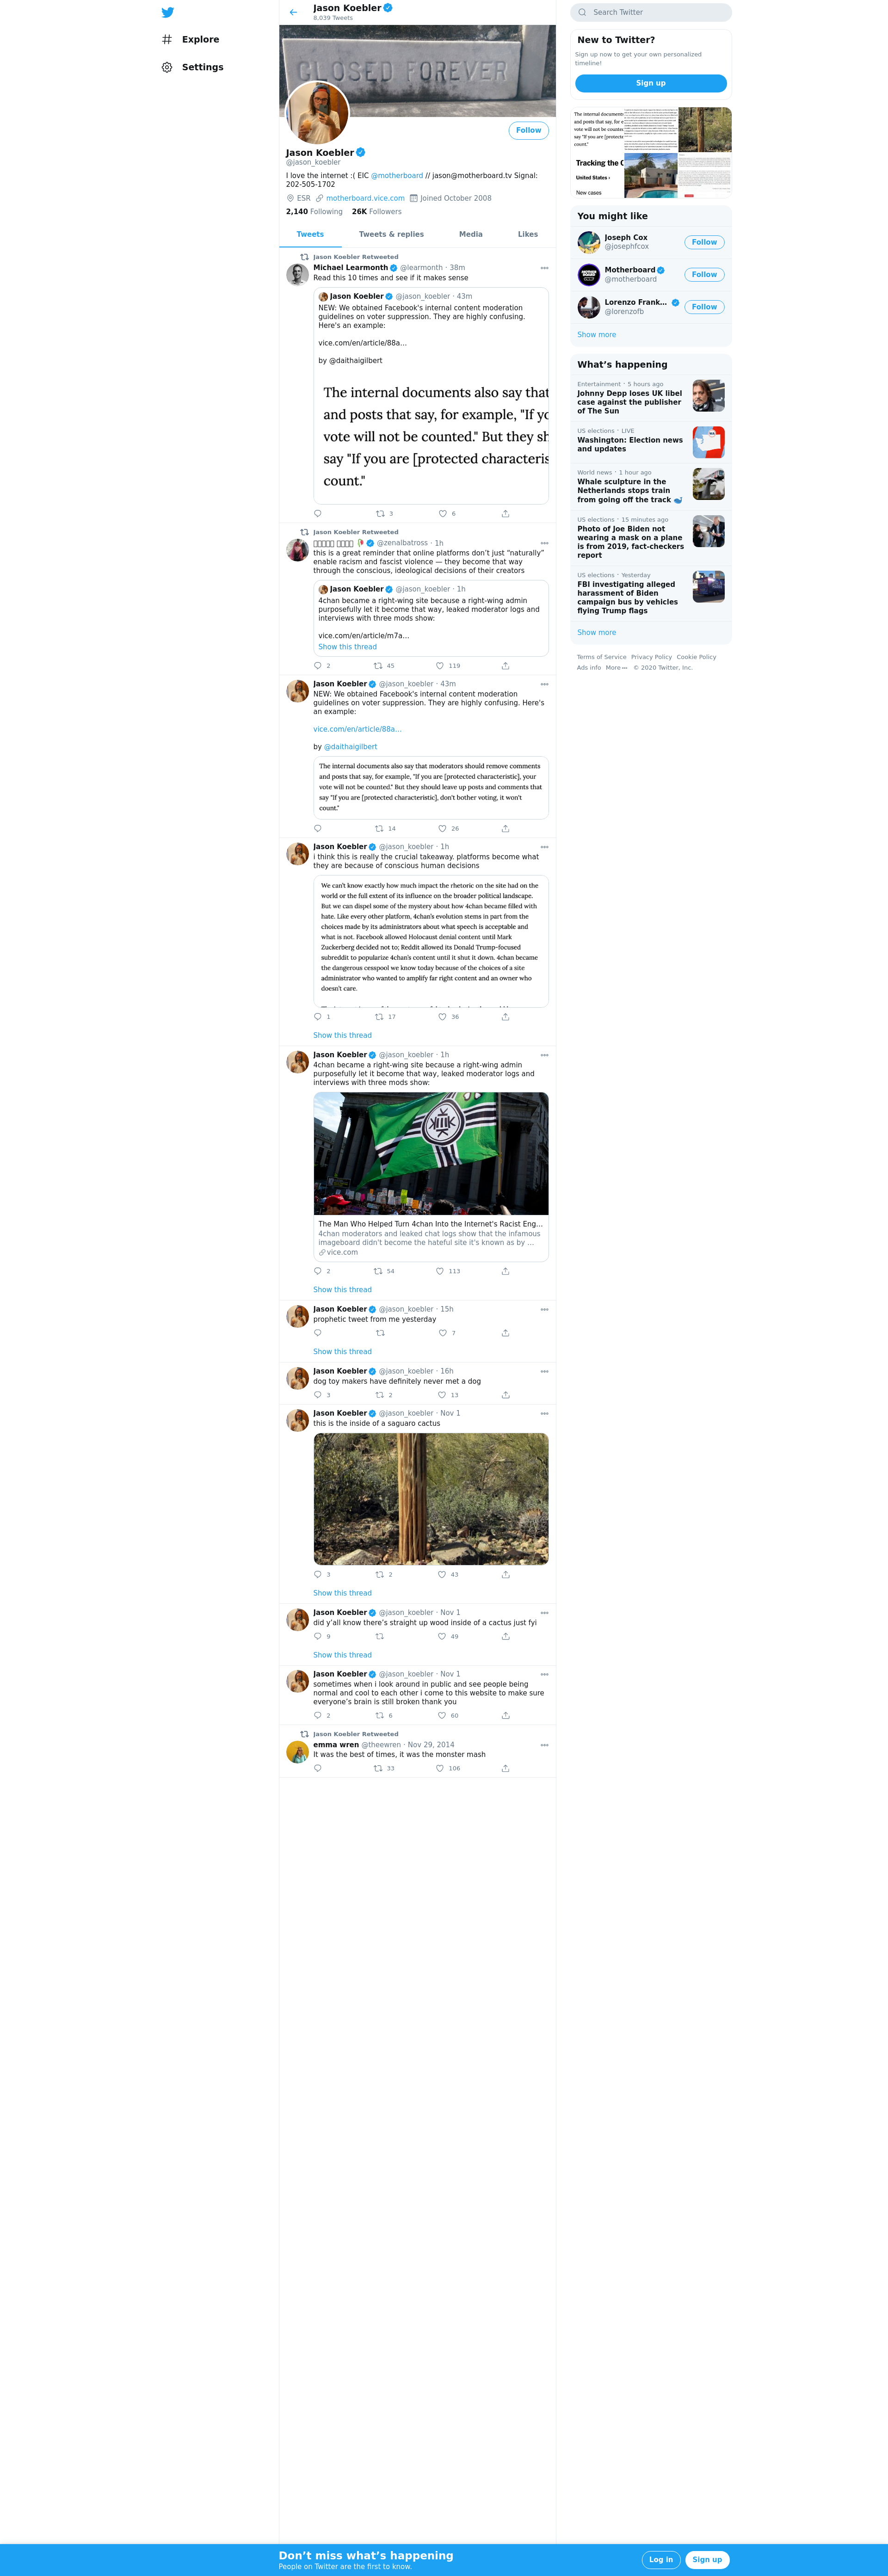 Explore
Settings
Jason Koebler
8,039 Tweets
CLOSED FOREVER
Follow
Jason Koebler
@jason_koebler
I love the internet :( EIC @motherboard // jason@motherboard.tv Signal:
202-505-1702
ESR motherboard.vice.com Joined October 2008
2,140 Following 26K Followers
Tweets Tweets & replies Media Likes
Jason Koebler Retweeted
Michael Learmonth @learmonth · 38m
Read this 10 times and see if it makes sense
Jason Koebler @jason_koebler · 43m
NEW: We obtained Facebook's internal content moderation
guidelines on voter suppression. They are highly confusing.
Here's an example:
vice.com/en/article/88a…
by @daithaigilbert
The internal documents also say that
and posts that say, for example, "If yo
vote will not be counted." But they sh
say "If you are [protected characteris
count."
3 6
Jason Koebler Retweeted
@zenalbatross · 1h
this is a great reminder that online platforms don't just "naturally"
enable racism and fascist violence — they become that way
through the conscious, ideological decisions of their creators
Jason Koebler @jason_koebler · 1h
4chan became a right-wing site because a right-wing admin
purposefully let it become that way, leaked moderator logs and
interviews with three mods show:
vice.com/en/article/m7a…
Show this thread
2 45 119
Jason Koebler @jason_koebler · 43m
NEW: We obtained Facebook's internal content moderation
guidelines on voter suppression. They are highly confusing. Here's
an example:
vice.com/en/article/88a…
by @daithaigilbert
The internal documents also say that moderators should remove comments
and posts that say, for example, "If you are [protected characteristic], your
vote will not be counted." But they should leave up posts and comments that
say "If you are [protected characteristic], don't bother voting, it won't
count."
14 26
Jason Koebler @jason_koebler · 1h
i think this is really the crucial takeaway. platforms become what
they are because of conscious human decisions
We can't know exactly how much impact the rhetoric on the site had on the
world or the full extent of its influence on the broader political landscape.
But we can dispel some of the mystery about how 4chan became filled with
hate. Like every other platform, 4chan's evolution stems in part from the
choices made by its administrators about what speech is acceptable and
what is not. Facebook allowed Holocaust denial content until Mark
Zuckerberg decided not to; Reddit allowed its Donald Trump-focused
subreddit to popularize 4chan's content until it shut it down. 4chan became
the dangerous cesspool we know today because of the choices of a site
administrator who wanted to amplify far right content and an owner who
doesn't care.
1 17 36
Show this thread
Jason Koebler @jason_koebler · 1h
4chan became a right-wing site because a right-wing admin
purposefully let it become that way, leaked moderator logs and
interviews with three mods show:
The Man Who Helped Turn 4chan Into the Internet's Racist Eng…
4chan moderators and leaked chat logs show that the infamous
imageboard didn't become the hateful site it's known as by …
vice.com
2 54 113
Show this thread
Jason Koebler @jason_koebler · 15h
prophetic tweet from me yesterday
7
Show this thread
Jason Koebler @jason_koebler · 16h
dog toy makers have definitely never met a dog
3 2 13
Jason Koebler @jason_koebler · Nov 1
this is the inside of a saguaro cactus
3 2 43
Show this thread
Jason Koebler @jason_koebler · Nov 1
did y'all know there's straight up wood inside of a cactus just fyi
9 49
Show this thread
Jason Koebler @jason_koebler · Nov 1
sometimes when i look around in public and see people being
normal and cool to each other i come to this website to make sure
everyone's brain is still broken thank you
2 6 60
Jason Koebler Retweeted
emma wren @theewren · Nov 29, 2014
It was the best of times, it was the monster mash
33 106
Search Twitter
New to Twitter?
Sign up now to get your own personalized
timeline!
Sign up
The internal documents
and posts that say, for e
vote will not be counte
say "If you are [protecte
count."
Tracking the C
United States ›
New cases
You might like
Joseph Cox
@josephfcox
Follow
Motherboard
@motherboard
Follow
Lorenzo Frank…
@lorenzofb
Follow
Show more
What's happening
Entertainment · 5 hours ago
Johnny Depp loses UK libel
case against the publisher
of The Sun
US elections · LIVE
Washington: Election news
and updates
World news · 1 hour ago
Whale sculpture in the
Netherlands stops train
from going off the track 🐋
US elections · 15 minutes ago
Photo of Joe Biden not
wearing a mask on a plane
is from 2019, fact-checkers
report
US elections · Yesterday
FBI investigating alleged
harassment of Biden
campaign bus by vehicles
flying Trump flags
Show more
Terms of Service Privacy Policy Cookie Policy
Ads info More ••• © 2020 Twitter, Inc.
Don't miss what's happening
People on Twitter are the first to know.
Log in
Sign up